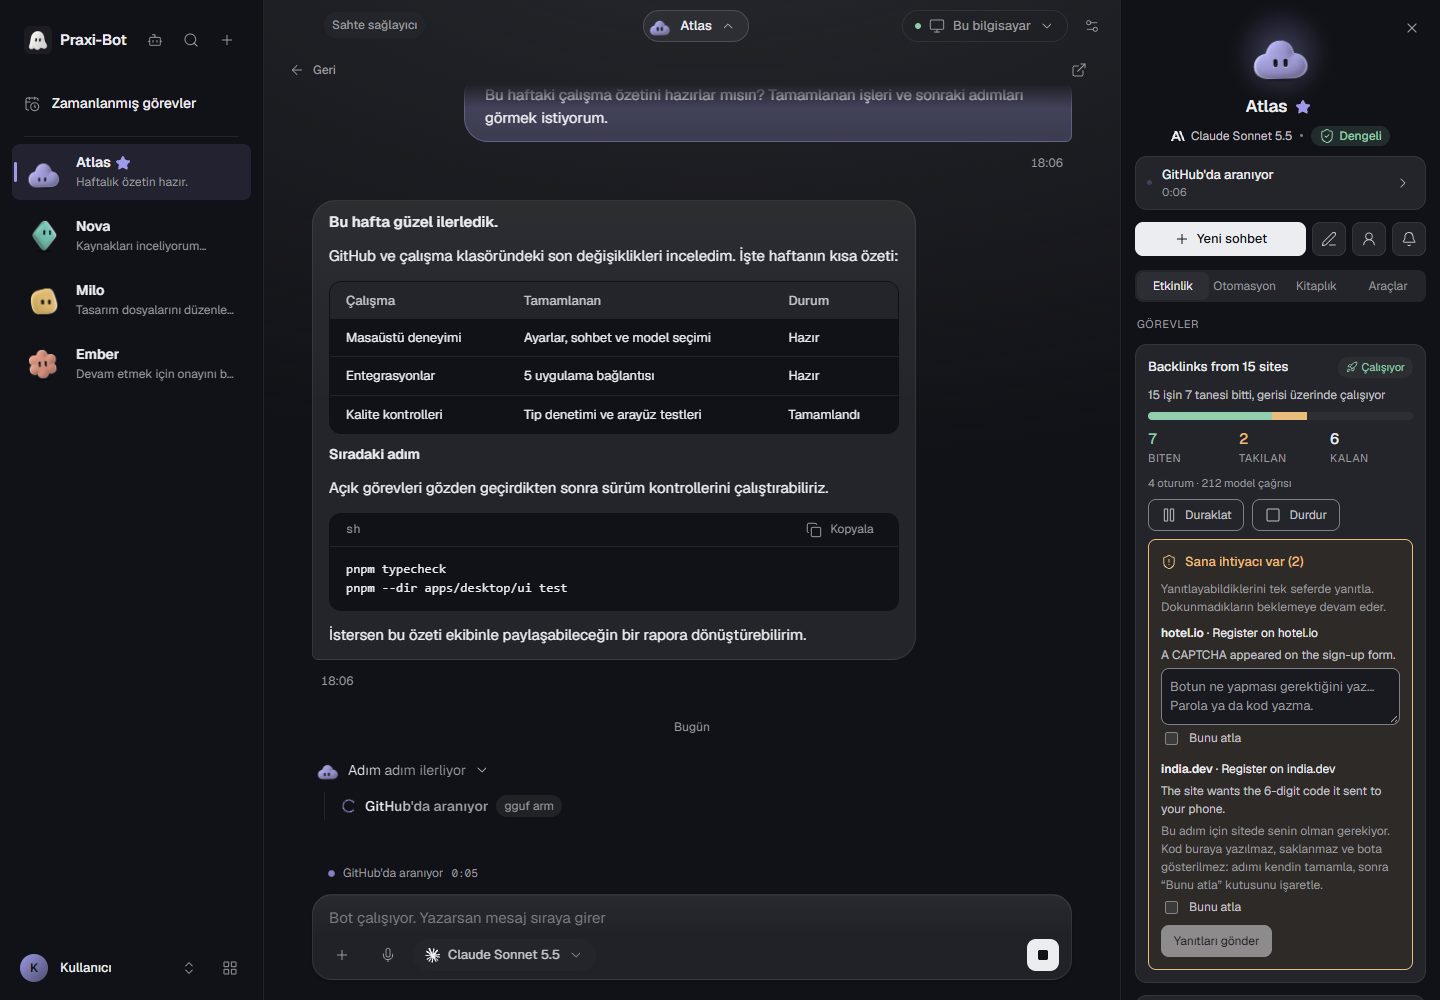 Praxi-Bot
Zamanlanmış görevler
Atlas
Haftalık özetin hazır.
Nova
Kaynakları inceliyorum...
Milo
Tasarım dosyalarını düzenle...
Ember
Devam etmek için onayını b...
K
Kullanıcı
Sahte sağlayıcı
Atlas
Bu bilgisayar
Geri
Bu haftaki çalışma özetini hazırlar mısın? Tamamlanan işleri ve sonraki adımları
görmek istiyorum.
18:06
Bu hafta güzel ilerledik.
GitHub ve çalışma klasöründeki son değişiklikleri inceledim. İşte haftanın kısa özeti:
Çalışma Tamamlanan Durum
Masaüstü deneyimi Ayarlar, sohbet ve model seçimi Hazır
Entegrasyonlar 5 uygulama bağlantısı Hazır
Kalite kontrolleri Tip denetimi ve arayüz testleri Tamamlandı
Sıradaki adım
Açık görevleri gözden geçirdikten sonra sürüm kontrollerini çalıştırabiliriz.
sh Kopyala
pnpm typecheck
pnpm --dir apps/desktop/ui test
İstersen bu özeti ekibinle paylaşabileceğin bir rapora dönüştürebilirim.
18:06
Bugün
Adım adım ilerliyor
GitHub'da aranıyor gguf arm
GitHub'da aranıyor 0:05
Bot çalışıyor. Yazarsan mesaj sıraya girer
Claude Sonnet 5.5
Atlas
Claude Sonnet 5.5 • Dengeli
GitHub'da aranıyor
0:06
Yeni sohbet
Etkinlik Otomasyon Kitaplık Araçlar
GÖREVLER
Backlinks from 15 sites Çalışıyor
15 işin 7 tanesi bitti, gerisi üzerinde çalışıyor
7 2 6
BITEN TAKILAN KALAN
4 oturum · 212 model çağrısı
Duraklat Durdur
Sana ihtiyacı var (2)
Yanıtlayabildiklerini tek seferde yanıtla.
Dokunmadıkların beklemeye devam eder.
hotel.io · Register on hotel.io
A CAPTCHA appeared on the sign-up form.
Botun ne yapması gerektiğini yaz...
Parola ya da kod yazma.
Bunu atla
india.dev · Register on india.dev
The site wants the 6-digit code it sent to
your phone.
Bu adım için sitede senin olman gerekiyor.
Kod buraya yazılmaz, saklanmaz ve bota
gösterilmez: adımı kendin tamamla, sonra
“Bunu atla” kutusunu işaretle.
Bunu atla
Yanıtları gönder